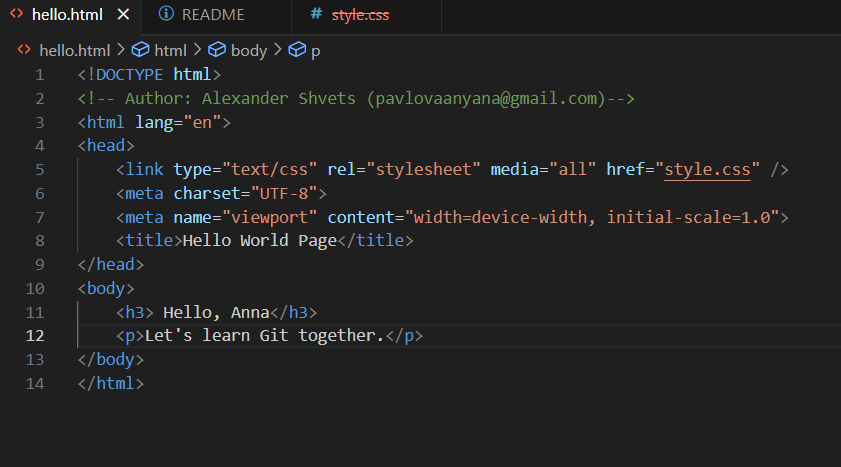 hello.html README # style.css
hello.html > html > body > p
1 <!DOCTYPE html>
2 <!-- Author: Alexander Shvets (pavlovaanyana@gmail.com)-->
3 <html lang="en">
4 <head>
5     <link type="text/css" rel="stylesheet" media="all" href="style.css" />
6     <meta charset="UTF-8">
7     <meta name="viewport" content="width=device-width, initial-scale=1.0">
8     <title>Hello World Page</title>
9 </head>
10 <body>
11     <h3> Hello, Anna</h3>
12     <p>Let's learn Git together.</p>
13 </body>
14 </html>